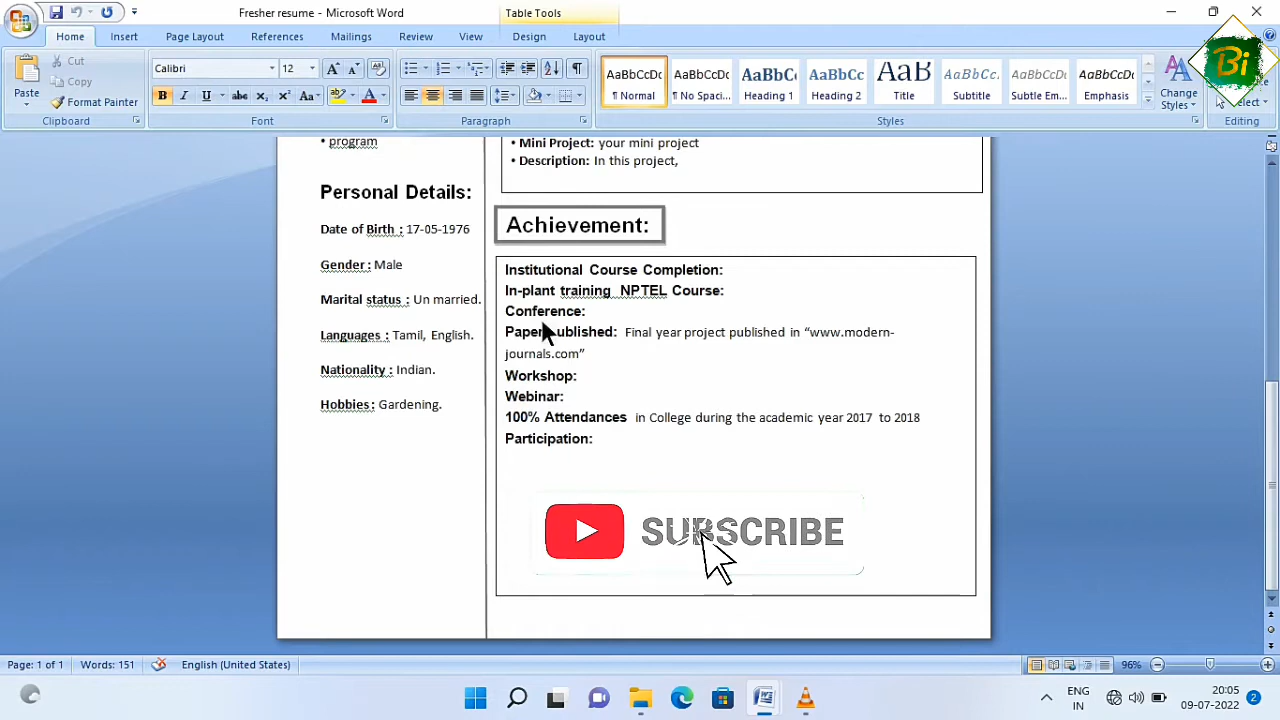 Fresher resume - Microsoft Word
Table Tools
Home
Insert
Page Layout
References
Mailings
Review
View
Design
Layout
Bi
Paste
Cut
Copy
Format Painter
Clipboard
Calibri
12
Font
Paragraph
AaBbCcDc
¶ Normal
AaBbCcDc
¶ No Spaci...
AaBbC
Heading 1
AaBbCc
Heading 2
AaB
Title
AaBbCc.
Subtitle
AaBbCcDc
Subtle Em...
AaBbCcDc
Emphasis
Change
Styles
Styles
Editing
• program
Personal Details:
Date of Birth : 17-05-1976
Gender : Male
Marital status : Un married.
Languages : Tamil, English.
Nationality : Indian.
Hobbies : Gardening.
• Mini Project: your mini project
• Description: In this project,
Achievement:
Institutional Course Completion:
In-plant training NPTEL Course:
Conference:
Paper ublished: Final year project published in “www.modern-
journals.com”
Workshop:
Webinar:
100% Attendances in College during the academic year 2017 to 2018
Participation:
SUBSCRIBE
Page: 1 of 1
Words: 151
English (United States)
96%
ENG
IN
20:05
09-07-2022
2